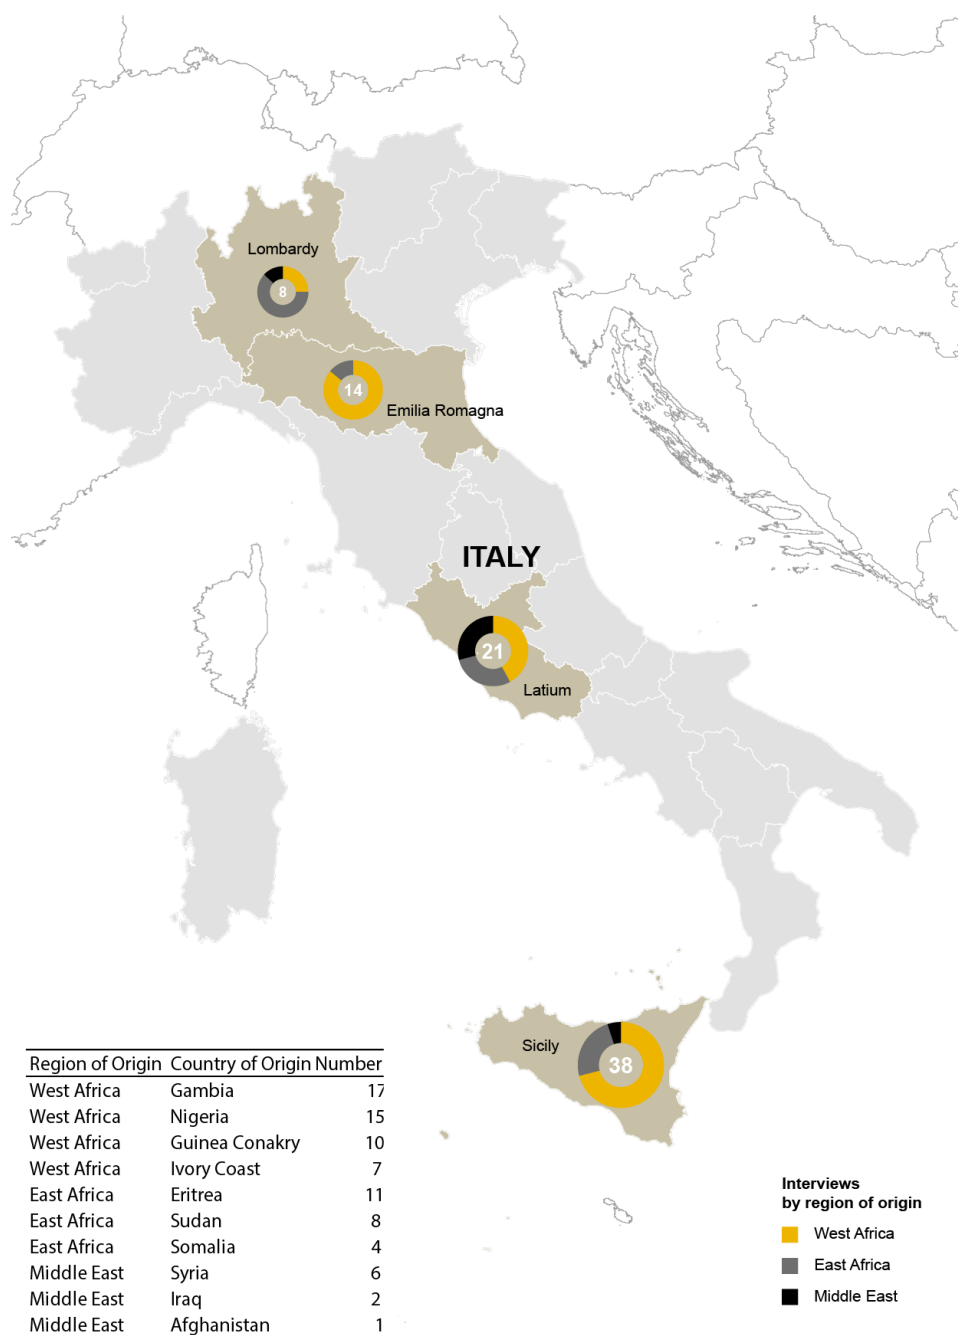 Lombardy
8
14
Emilia Romagna
ITALY
21
Latium
Sicily
38
Region of Origin Country of Origin Number
West Africa Gambia 17
West Africa Nigeria 15
West Africa Guinea Conakry 10
West Africa Ivory Coast 7
East Africa Eritrea 11
East Africa Sudan 8
East Africa Somalia 4
Middle East Syria 6
Middle East Iraq 2
Middle East Afghanistan 1
Interviews
by region of origin
West Africa
East Africa
Middle East